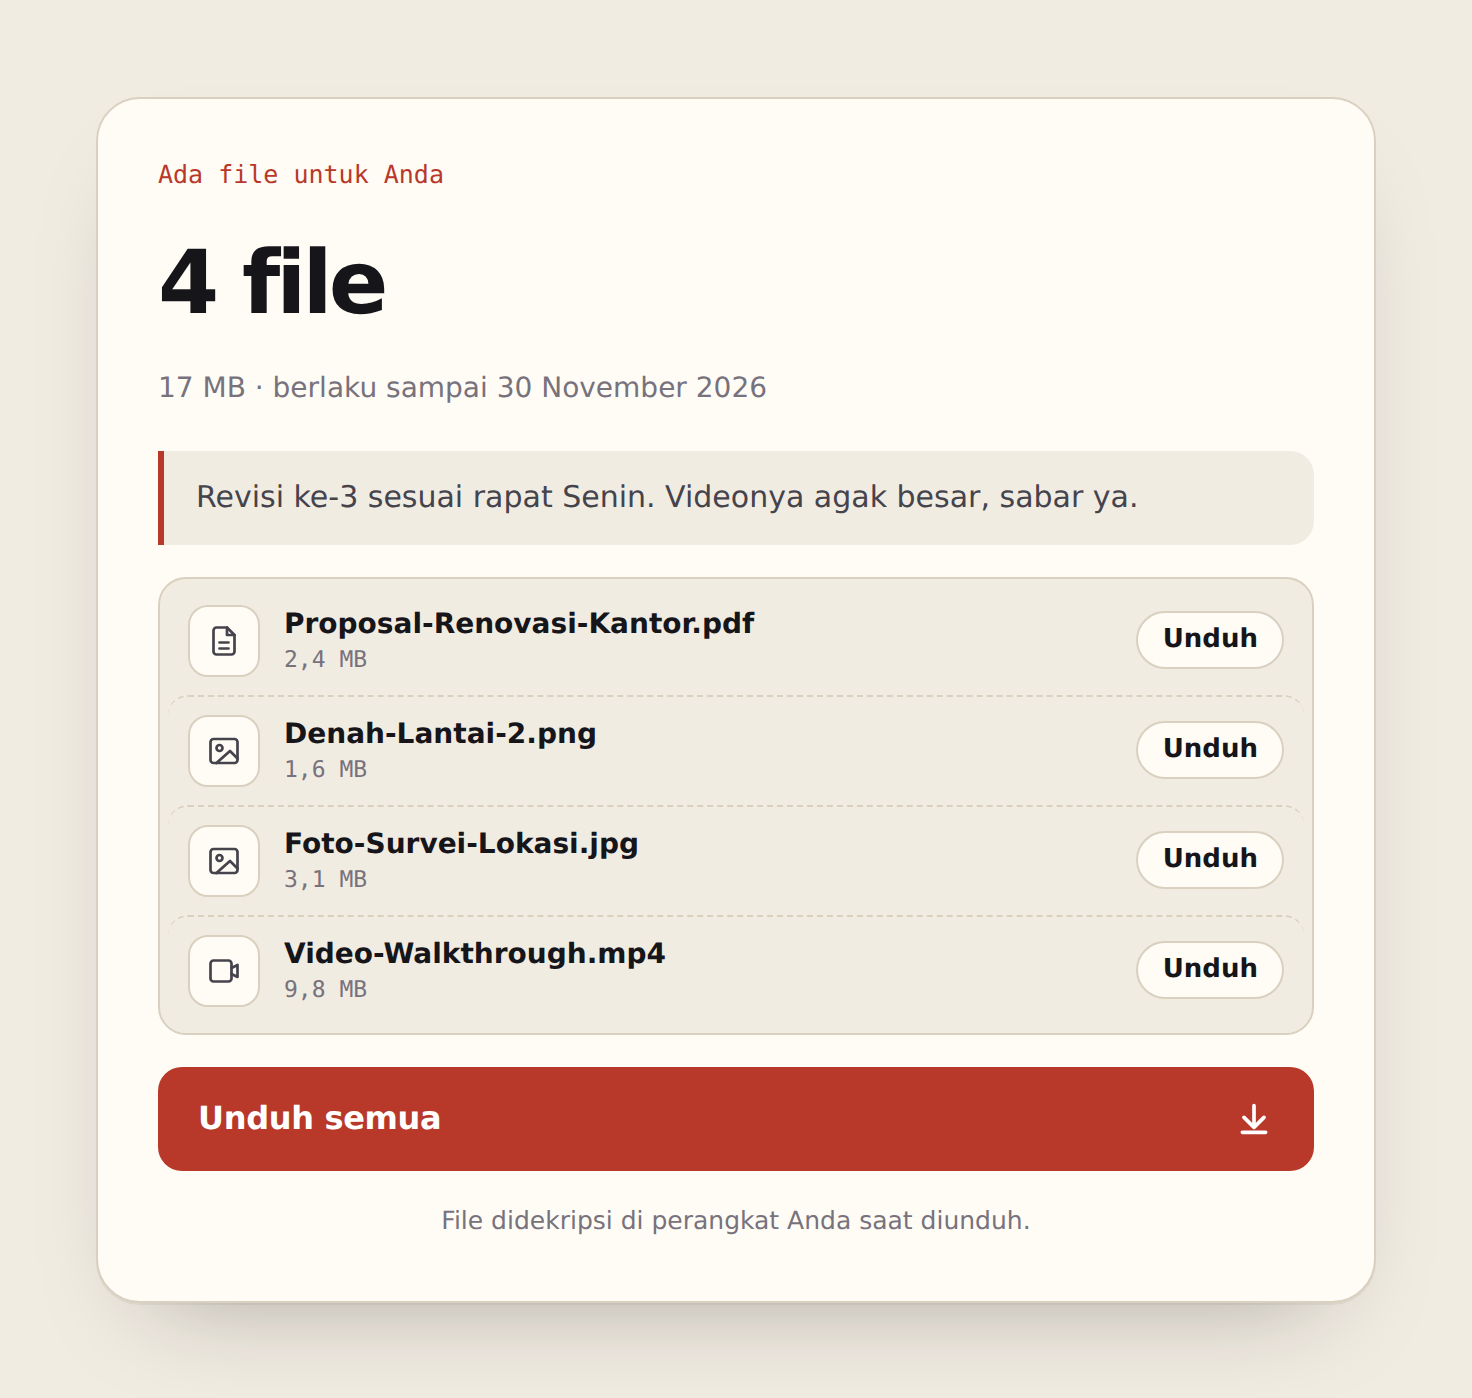 Ada file untuk Anda
4 file
17 MB · berlaku sampai 30 November 2026
Revisi ke-3 sesuai rapat Senin. Videonya agak besar, sabar ya.
Proposal-Renovasi-Kantor.pdf
2,4 MB
Unduh
Denah-Lantai-2.png
1,6 MB
Unduh
Foto-Survei-Lokasi.jpg
3,1 MB
Unduh
Video-Walkthrough.mp4
9,8 MB
Unduh
Unduh semua
File didekripsi di perangkat Anda saat diunduh.